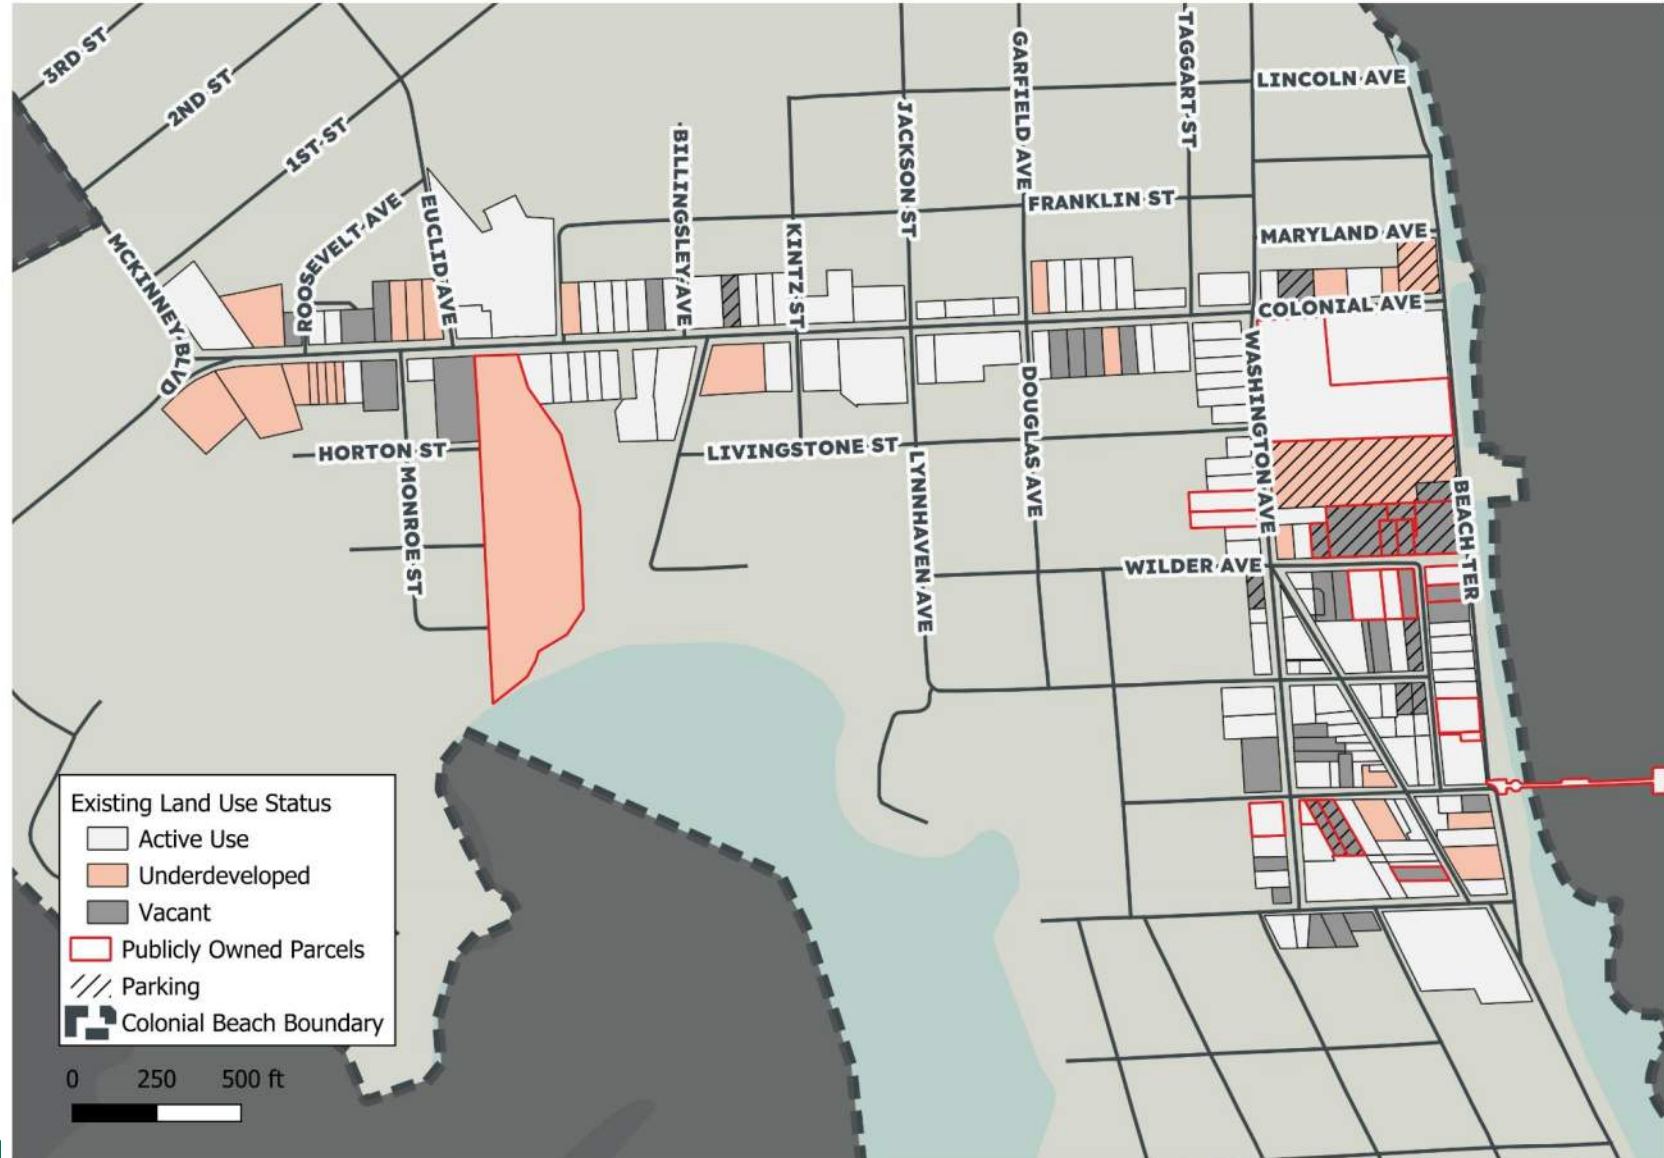 3RD ST
2ND ST
1ST ST
ROOSEVELT AVE
EUCLID AVE
MCKINNEY BLVD
BILLINGSLEY AVE
KINTZ ST
JACKSON ST
GARFIELD AVE
TAGGART ST
LINCOLN AVE
FRANKLIN ST
MARYLAND AVE
COLONIAL AVE
WASHINGTON AVE
DOUGLAS AVE
HORTON ST
MONROE ST
LIVINGSTONE ST
LYNNHAVEN AVE
WILDER AVE
BEACH TER
Existing Land Use Status
Active Use
Underdeveloped
Vacant
Publicly Owned Parcels
Parking
Colonial Beach Boundary
0 250 500 ft